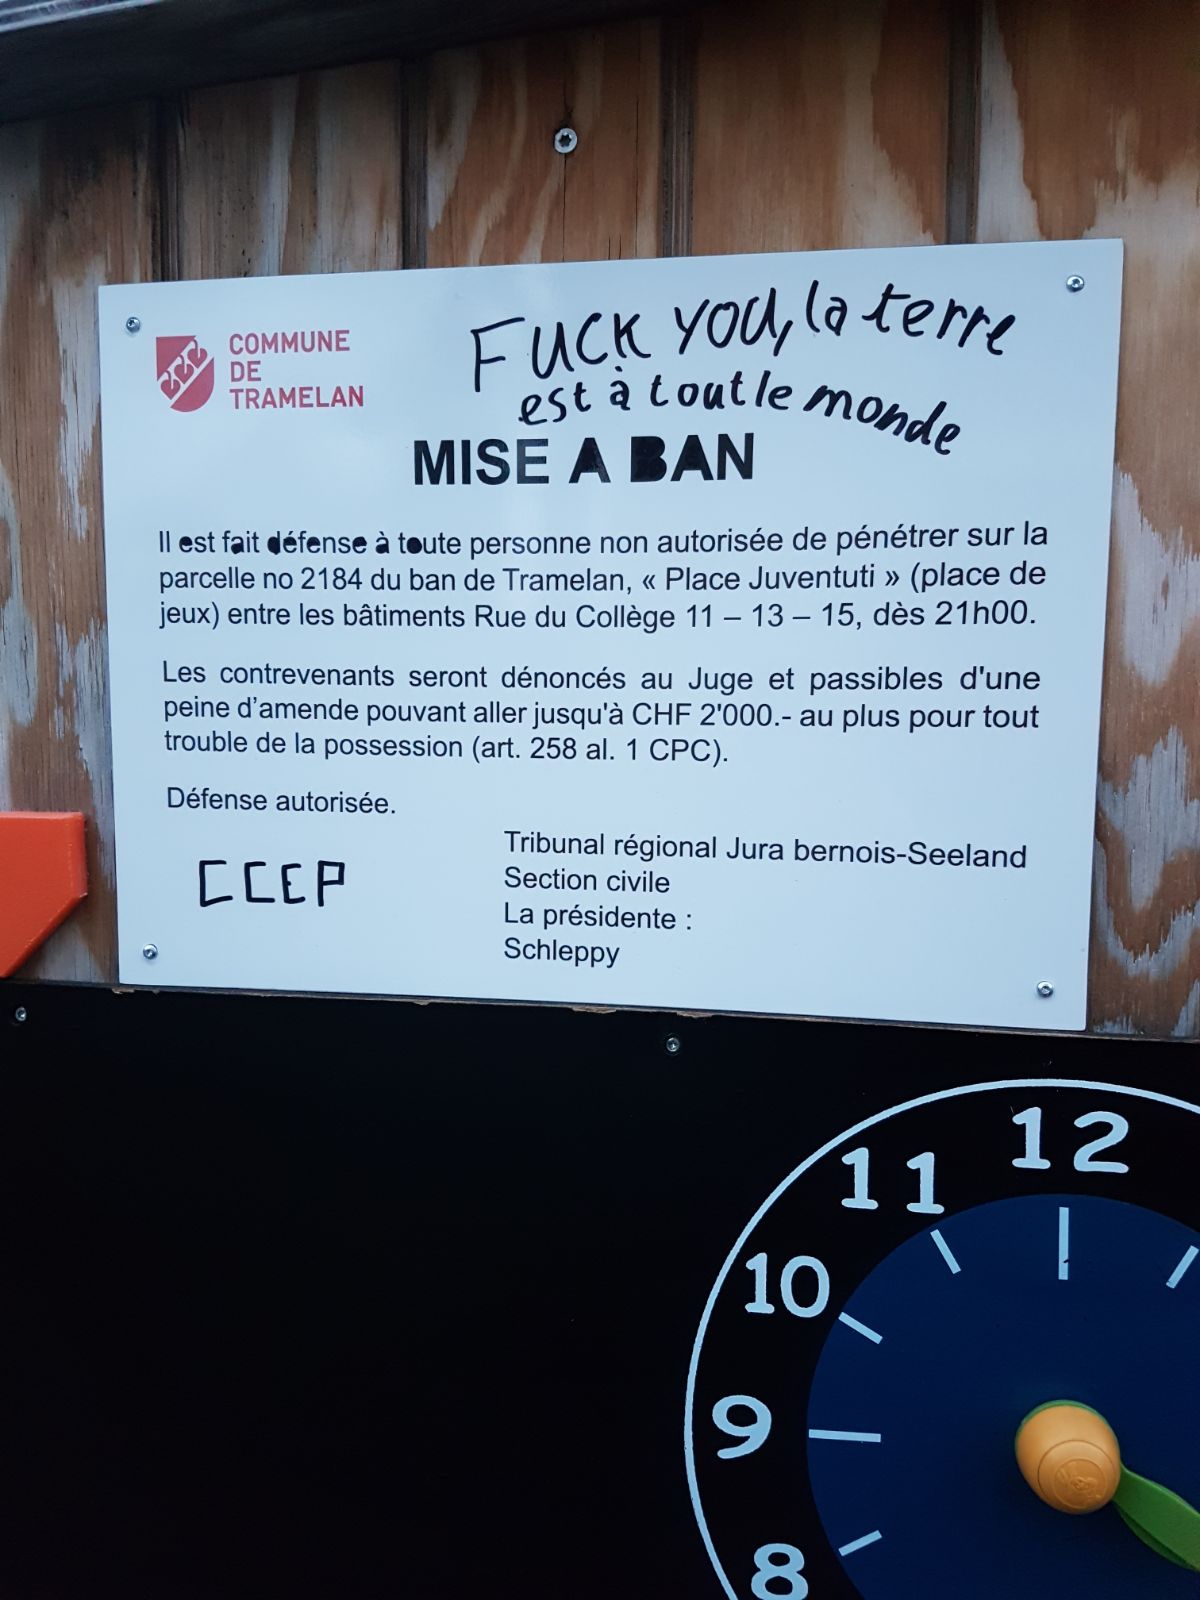 COMMUNE
DE
TRAMELAN
FUCK YOU, la terre
est à tout le monde
MISE A BAN
Il est fait défense à toute personne non autorisée de pénétrer sur la
parcelle no 2184 du ban de Tramelan, « Place Juventuti » (place de
jeux) entre les bâtiments Rue du Collège 11 – 13 – 15, dès 21h00.
Les contrevenants seront dénoncés au Juge et passibles d'une
peine d'amende pouvant aller jusqu'à CHF 2'000.- au plus pour tout
trouble de la possession (art. 258 al. 1 CPC).
Défense autorisée.
CCEP
Tribunal régional Jura bernois-Seeland
Section civile
La présidente :
Schleppy
12
11
10
9
8